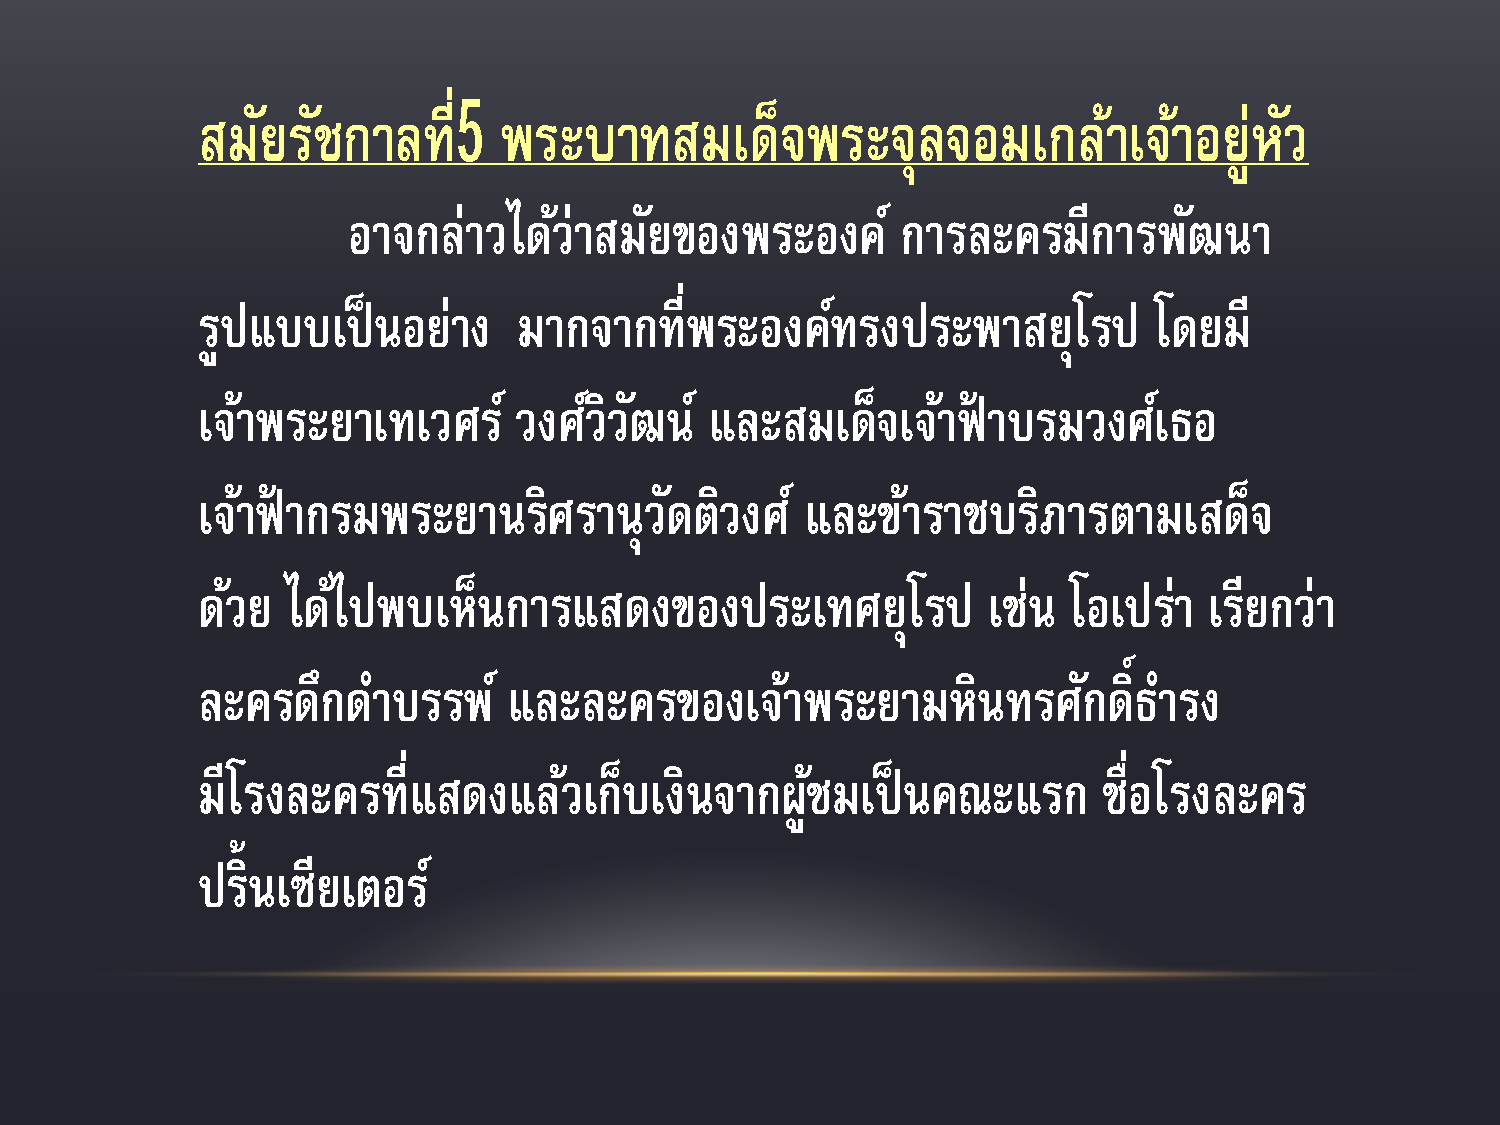 สมัยรัชกาลที่5 พระบาทสมเด็จพระจุลจอมเกล้าเจ้าอยู่หัว
อาจกล่าวได้ว่าสมัยของพระองค์ การละครมีการพัฒนา
รูปแบบเป็นอย่าง มากจากที่พระองค์ทรงประพาสยุโรป โดยมี
เจ้าพระยาเทเวศร์ วงศ์วิวัฒน์ และสมเด็จเจ้าฟ้าบรมวงศ์เธอ
เจ้าฟ้ากรมพระยานริศรานุวัดติวงศ์ และข้าราชบริภารตามเสด็จ
ด้วย ได้ไปพบเห็นการแสดงของประเทศยุโรป เช่น โอเปร่า เรียกว่า
ละครดึกดำบรรพ์ และละครของเจ้าพระยามหินทรศักดิ์ธำรง
มีโรงละครที่แสดงแล้วเก็บเงินจากผู้ชมเป็นคณะแรก ชื่อโรงละคร
ปริ้นเซียเตอร์